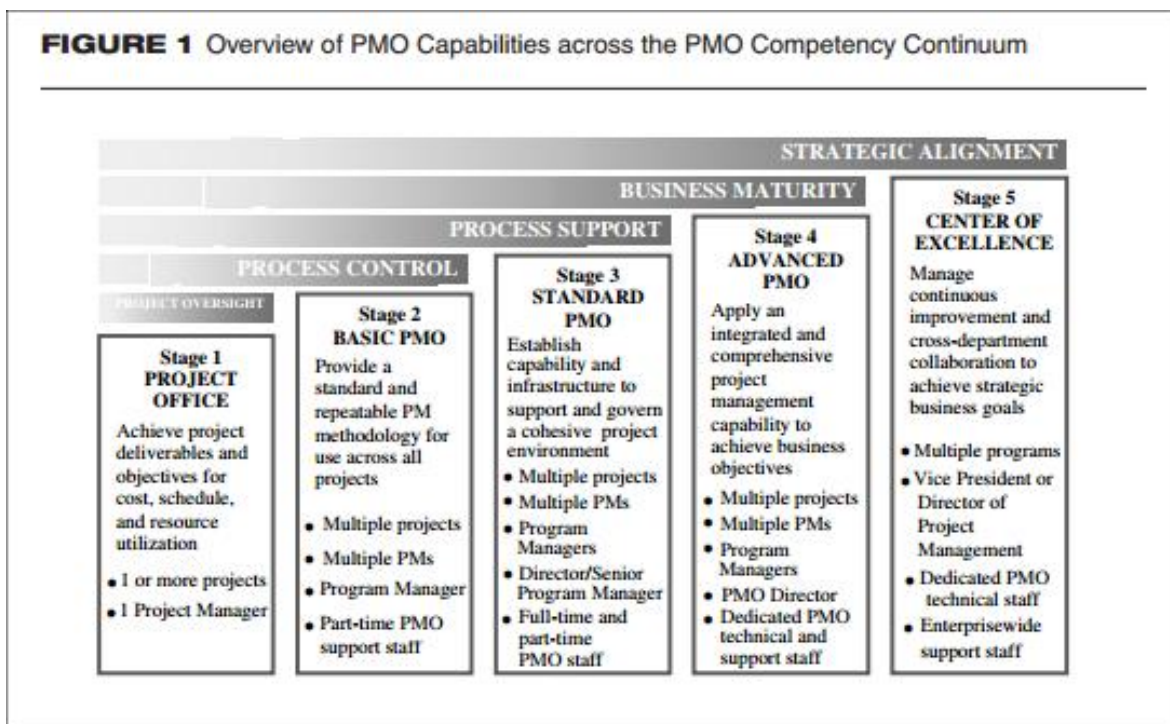 FIGURE 1 Overview of PMO Capabilities across the PMO Competency Continuum
STRATEGIC ALIGNMENT
BUSINESS MATURITY
PROCESS SUPPORT
PROCESS CONTROL
PROJECT OVERSIGHT
Stage 1
PROJECT
OFFICE
Achieve project
deliverables and
objectives for
cost, schedule,
and resource
utilization
• 1 or more projects
• 1 Project Manager
Stage 2
BASIC PMO
Provide a
standard and
repeatable PM
methodology for
use across all
projects
• Multiple projects
• Multiple PMs
• Program Manager
• Part-time PMO
support staff
Stage 3
STANDARD
PMO
Establish
capability and
infrastructure to
support and govern
a cohesive project
environment
• Multiple projects
• Multiple PMs
• Program
Managers
• Director/Senior
Program Manager
• Full-time and
part-time
PMO staff
Stage 4
ADVANCED
PMO
Apply an
integrated and
comprehensive
project
management
capability to
achieve business
objectives
• Multiple projects
• Multiple PMs
• Program
Managers
• PMO Director
• Dedicated PMO
technical and
support staff
Stage 5
CENTER OF
EXCELLENCE
Manage
continuous
improvement and
cross-department
collaboration to
achieve strategic
business goals
• Multiple programs
• Vice President or
Director of
Project
Management
• Dedicated PMO
technical staff
• Enterprisewide
support staff